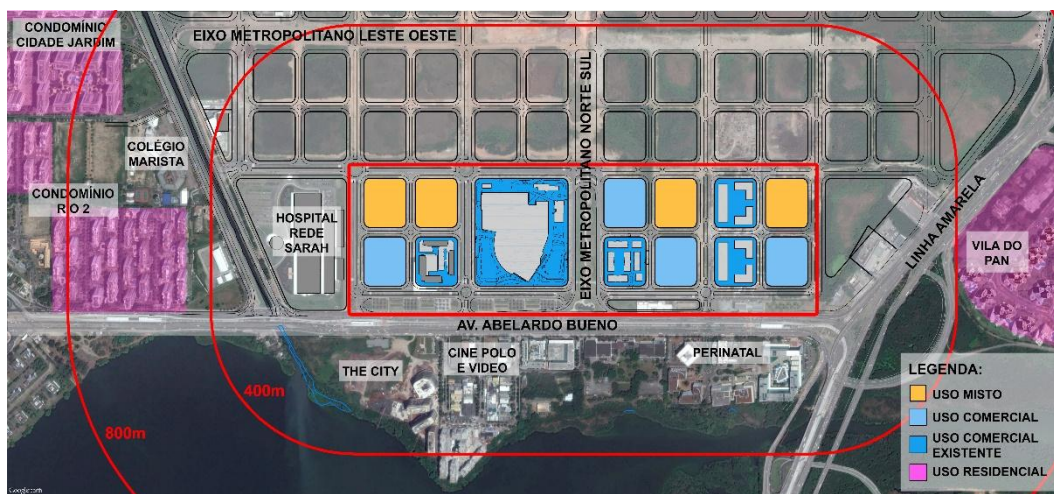 CONDOMÍNIO
CIDADE JARDIM
EIXO METROPOLITANO LESTE OESTE
EIXO METROPOLITANO NORTE SUL
COLÉGIO
MARISTA
CONDOMÍNIO
RIO 2
HOSPITAL
REDE
SARAH
LINHA AMARELA
VILA DO
PAN
AV. ABELARDO BUENO
THE CITY
CINE POLO
E VIDEO
PERINATAL
400m
800m
LEGENDA:
USO MISTO
USO COMERCIAL
USO COMERCIAL
EXISTENTE
USO RESIDENCIAL
Google earth